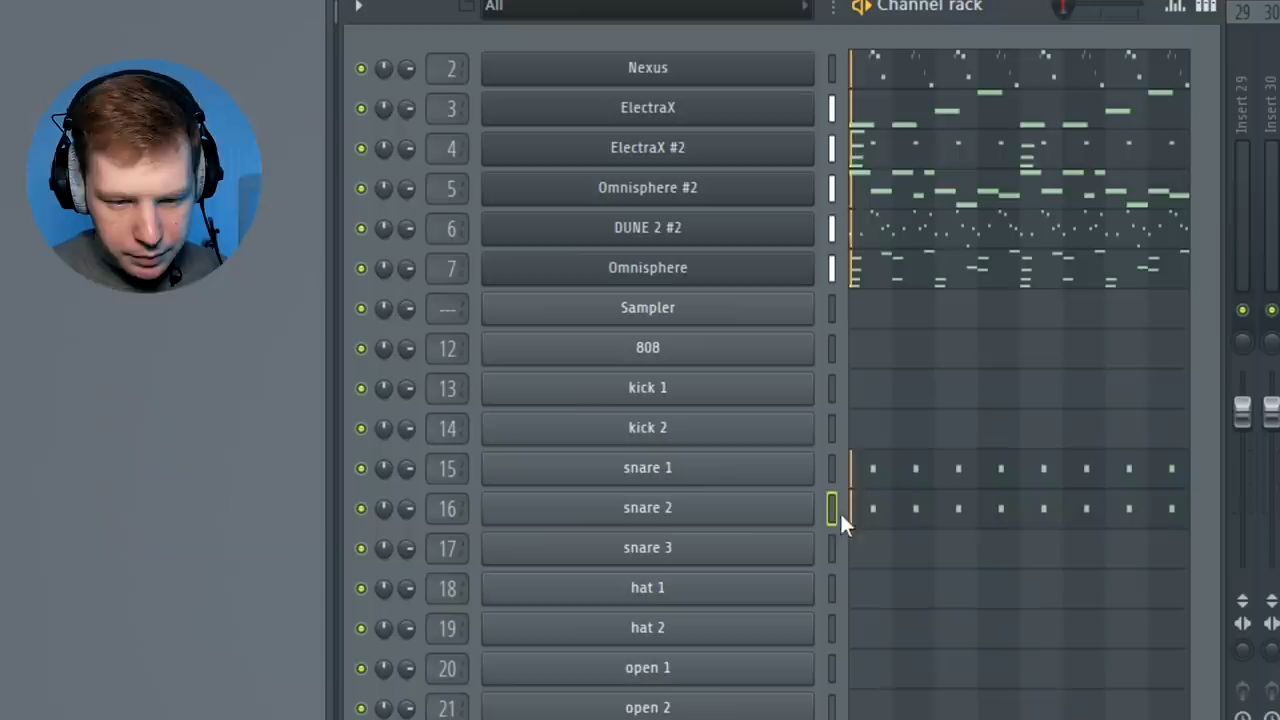 All
Channel rack
29 30
2 Nexus
3 ElectraX
4 ElectraX #2
5 Omnisphere #2
6 DUNE 2 #2
7 Omnisphere
--- Sampler
12 808
13 kick 1
14 kick 2
15 snare 1
16 snare 2
17 snare 3
18 hat 1
19 hat 2
20 open 1
21 open 2
Insert 29
Insert 30